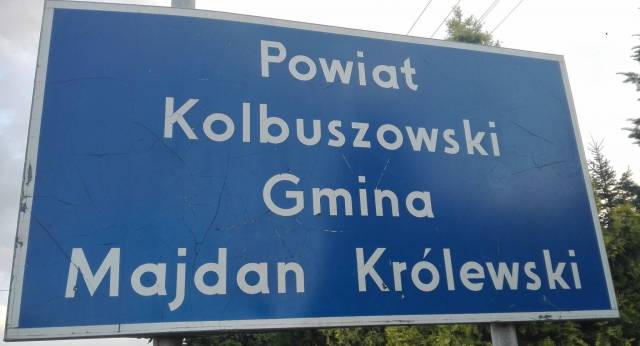 Powiat
Kolbuszowski
Gmina
Majdan Królewski